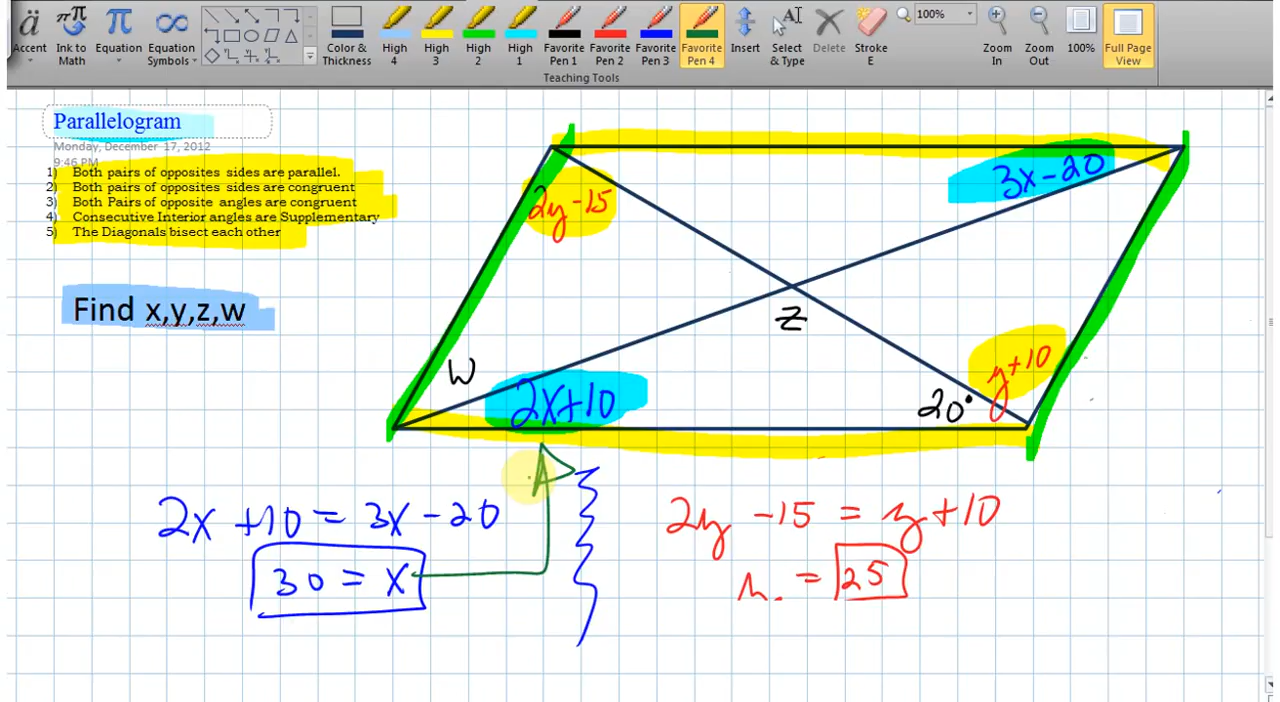 Accent
Ink to Math
Equation
Equation Symbols
Color & Thickness
High 4
High 3
High 2
High 1
Favorite Pen 1
Favorite Pen 2
Favorite Pen 3
Favorite Pen 4
Insert
Select & Type
Delete
Stroke E
100%
Zoom In
Zoom Out
100%
Full Page View
Teaching Tools
Parallelogram
Monday, December 17, 2012
9:46 PM
1) Both pairs of opposites sides are parallel.
2) Both pairs of opposites sides are congruent
3) Both Pairs of opposite angles are congruent
4) Consecutive Interior angles are Supplementary
5) The Diagonals bisect each other
Find x,y,z,w
2y-15
3x-20
Z
W
2x+10
20°
y+10
2x+10=3x-20
30=x
2y-15=y+10
=25